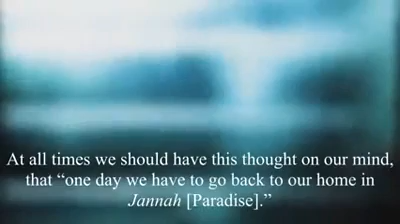 At all times we should have this thought on our mind,
that “one day we have to go back to our home in
Jannah [Paradise].”